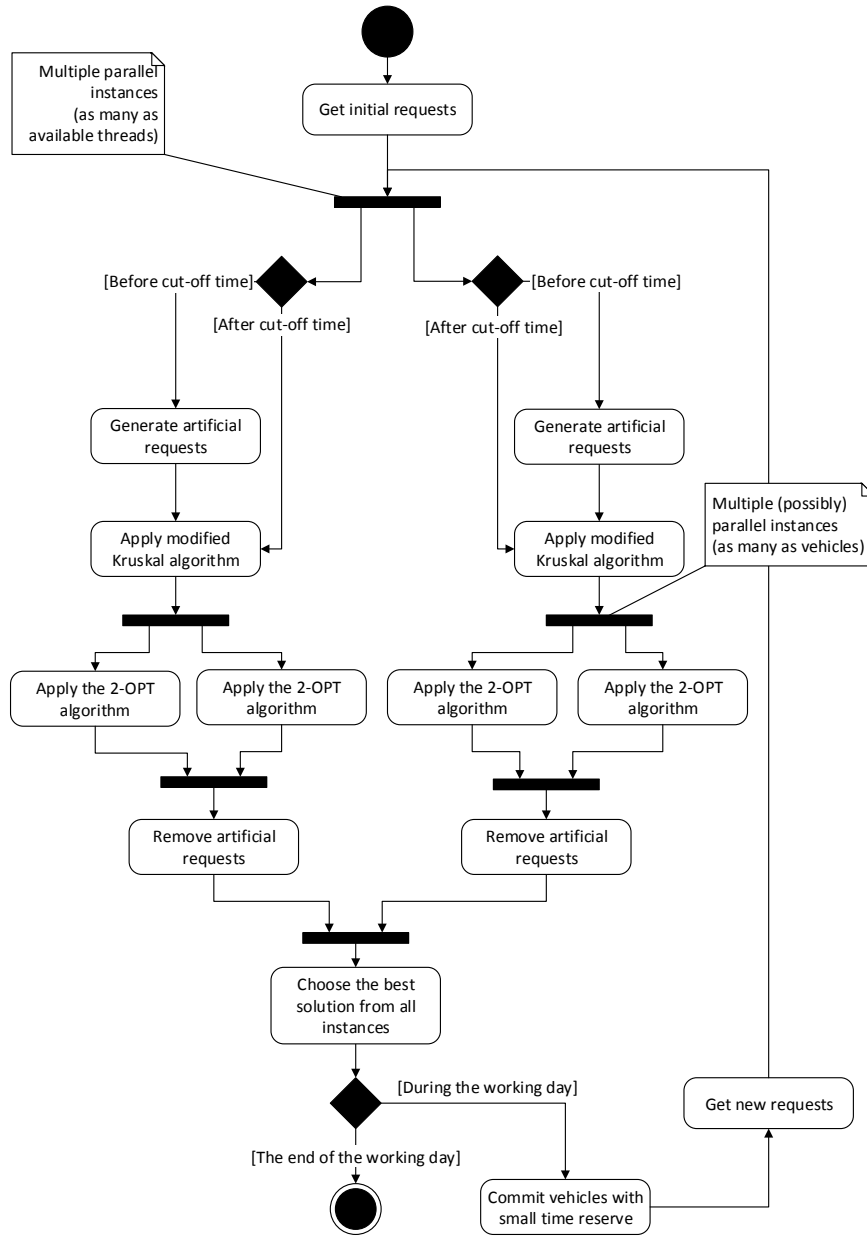 Multiple parallel
instances
(as many as
available threads)
Get initial requests
[Before cut-off time]
[After cut-off time]
[Before cut-off time]
[After cut-off time]
Generate artificial
requests
Generate artificial
requests
Multiple (possibly)
parallel instances
(as many as vehicles)
Apply modified
Kruskal algorithm
Apply modified
Kruskal algorithm
Apply the 2-OPT
algorithm
Apply the 2-OPT
algorithm
Apply the 2-OPT
algorithm
Apply the 2-OPT
algorithm
Remove artificial
requests
Remove artificial
requests
Choose the best
solution from all
instances
[During the working day]
Get new requests
[The end of the working day]
Commit vehicles with
small time reserve